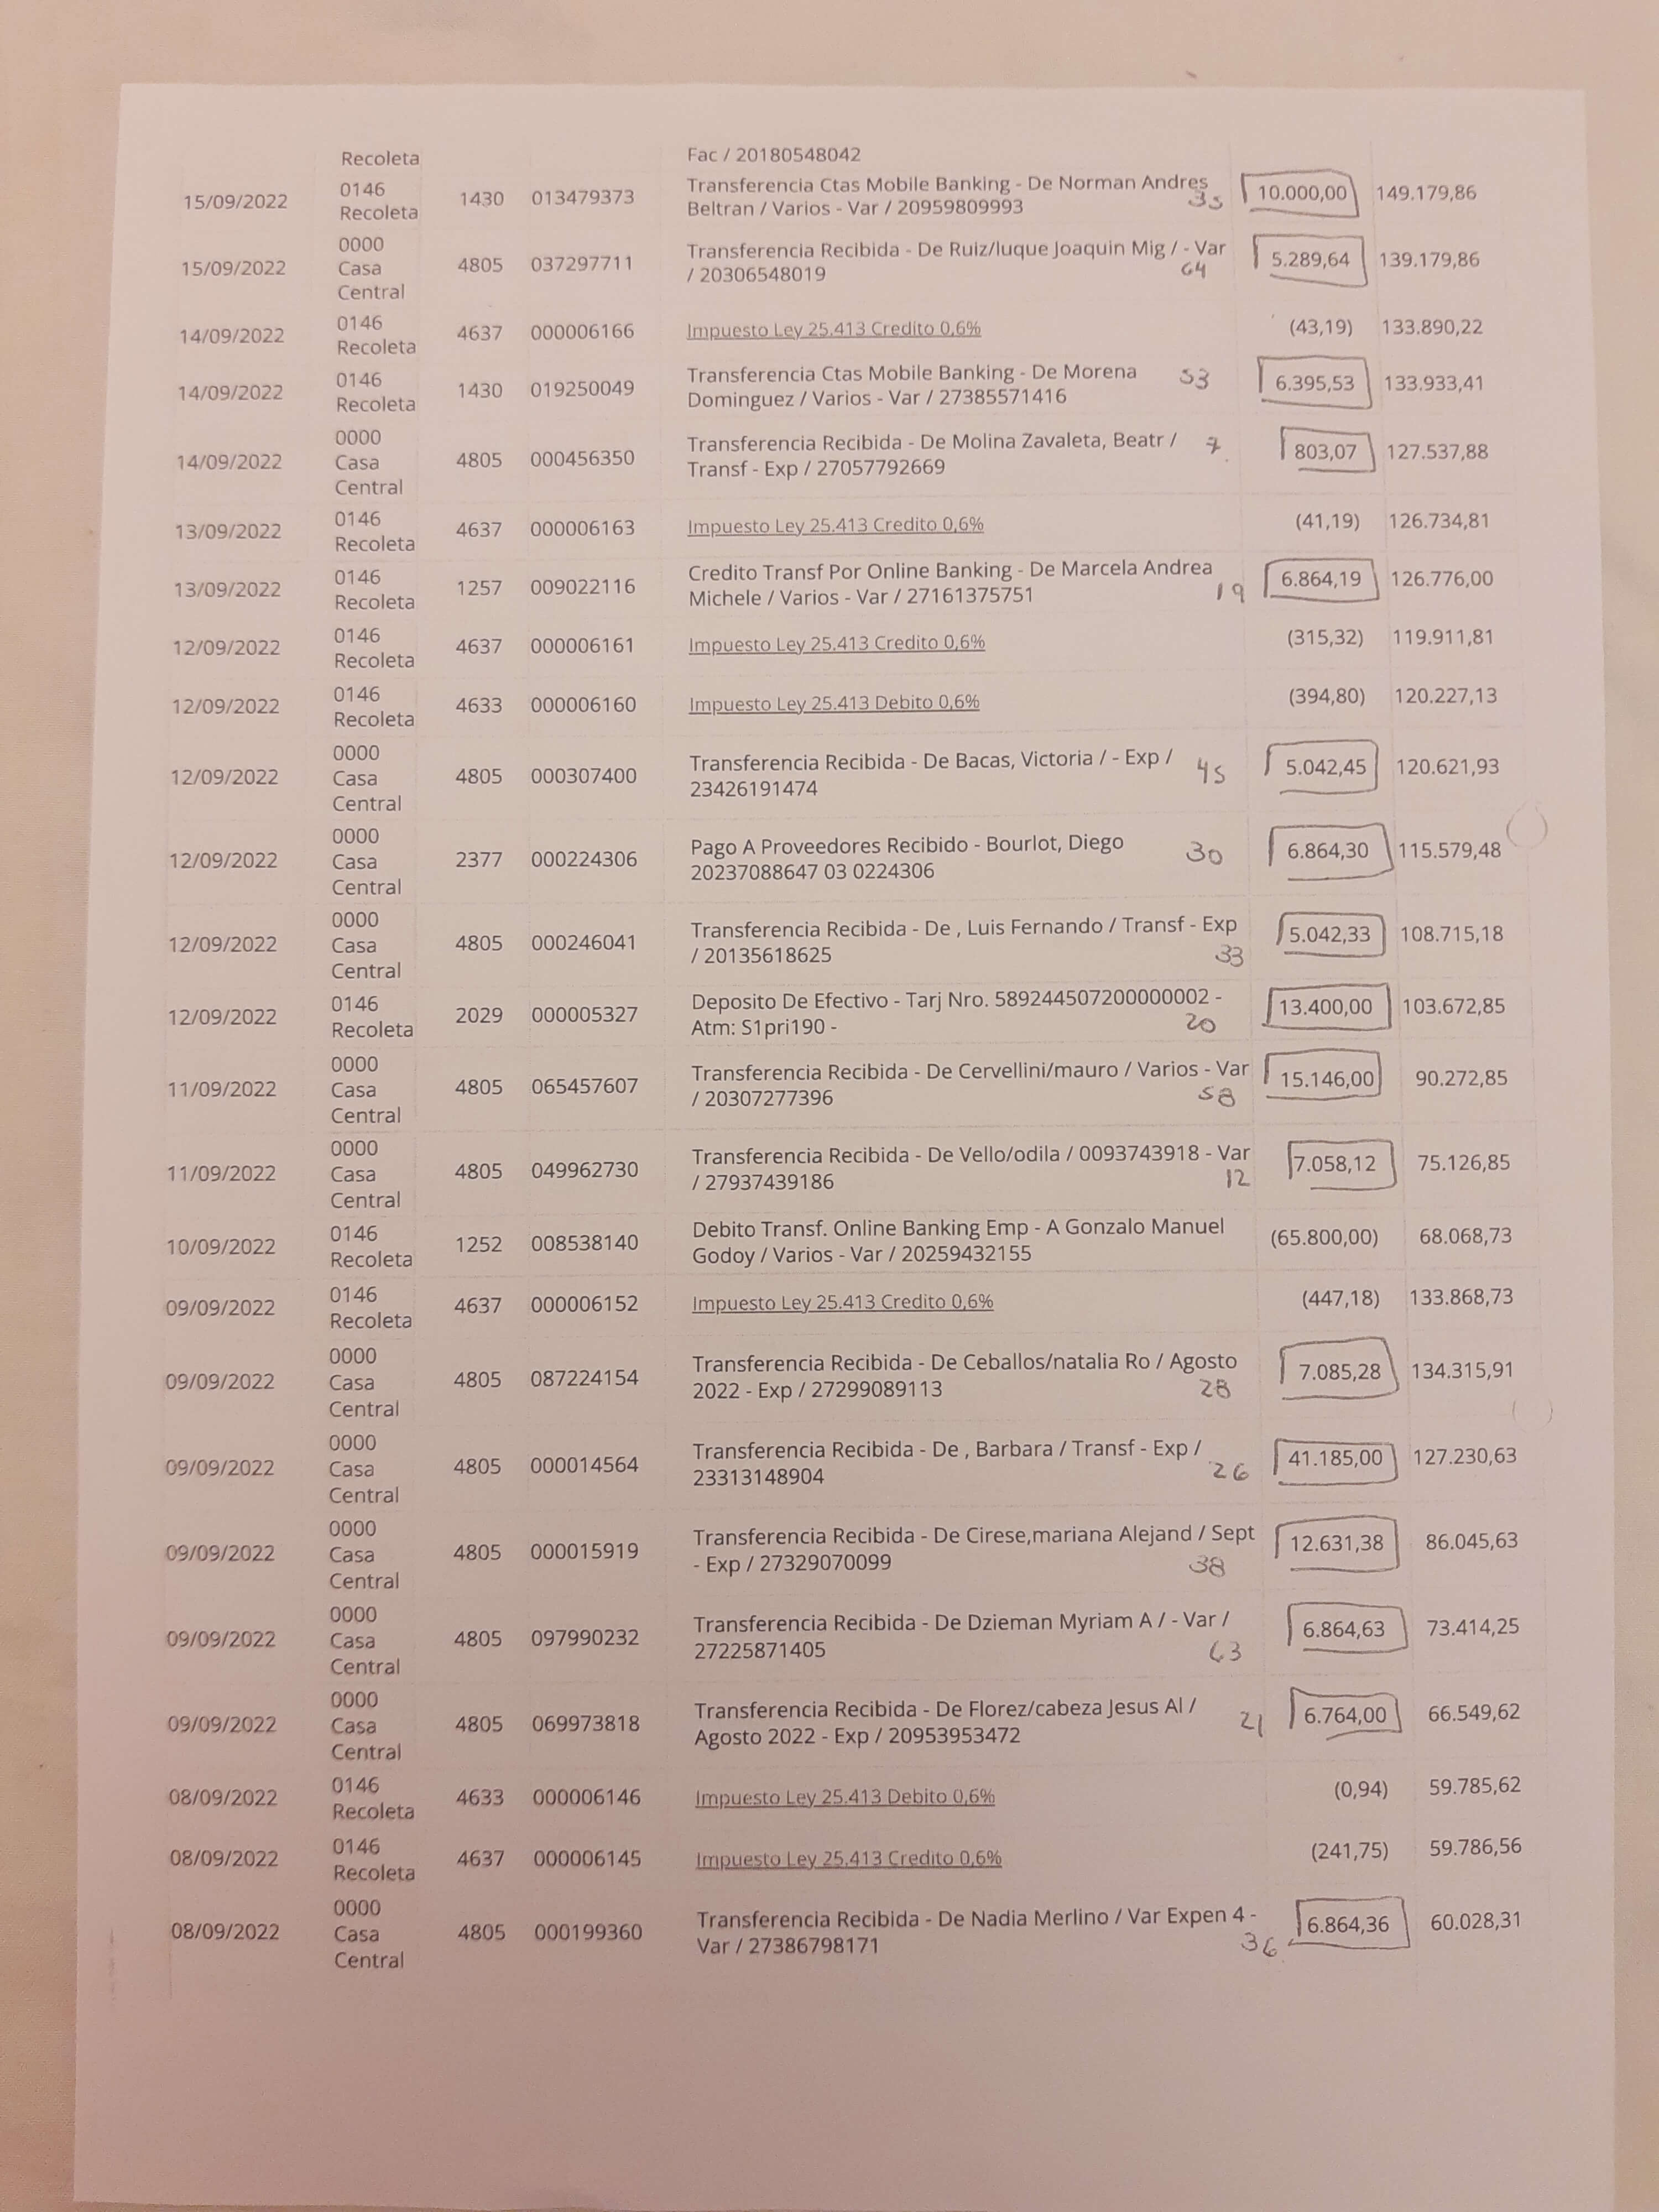 Recoleta Fac / 20180548042
0146 Transferencia Ctas Mobile Banking - De Norman Andres
15/09/2022 1430 013479373 10.000,00 149.179,86
Recoleta Beltran / Varios - Var / 20959809993 35
0000
Transferencia Recibida - De Ruiz/luque Joaquin Mig / - Var
15/09/2022 Casa 4805 037297711 5.289,64 139.179,86
/ 20306548019 64
Central
0146
14/09/2022 4637 000006166 Impuesto Ley 25.413 Credito 0,6% (43,19) 133.890,22
Recoleta
0146 Transferencia Ctas Mobile Banking - De Morena 53
14/09/2022 1430 019250049 6.395,53 133.933,41
Recoleta Dominguez / Varios - Var / 27385571416
0000
Transferencia Recibida - De Molina Zavaleta, Beatr / 7
14/09/2022 Casa 4805 000456350 803,07 127.537,88
Transf - Exp / 27057792669
Central
0146
13/09/2022 4637 000006163 Impuesto Ley 25.413 Credito 0,6% (41,19) 126.734,81
Recoleta
0146 Credito Transf Por Online Banking - De Marcela Andrea
13/09/2022 1257 009022116 6.864,19 126.776,00
Recoleta Michele / Varios - Var / 27161375751 19
0146
12/09/2022 4637 000006161 Impuesto Ley 25.413 Credito 0,6% (315,32) 119.911,81
Recoleta
0146
12/09/2022 4633 000006160 Impuesto Ley 25.413 Debito 0,6% (394,80) 120.227,13
Recoleta
0000
Transferencia Recibida - De Bacas, Victoria / - Exp / 45
12/09/2022 Casa 4805 000307400 5.042,45 120.621,93
23426191474
Central
0000
Pago A Proveedores Recibido - Bourlot, Diego 30
12/09/2022 Casa 2377 000224306 6.864,30 115.579,48
20237088647 03 0224306
Central
0000
Transferencia Recibida - De , Luis Fernando / Transf - Exp
12/09/2022 Casa 4805 000246041 5.042,33 108.715,18
/ 20135618625 33
Central
0146 Deposito De Efectivo - Tarj Nro. 589244507200000002 -
12/09/2022 2029 000005327 13.400,00 103.672,85
Recoleta Atm: S1pri190 - 20
0000
Transferencia Recibida - De Cervellini/mauro / Varios - Var
11/09/2022 Casa 4805 065457607 15.146,00 90.272,85
/ 20307277396 58
Central
0000
Transferencia Recibida - De Vello/odila / 0093743918 - Var
11/09/2022 Casa 4805 049962730 7.058,12 75.126,85
/ 27937439186 12
Central
0146 Debito Transf. Online Banking Emp - A Gonzalo Manuel
10/09/2022 1252 008538140 (65.800,00) 68.068,73
Recoleta Godoy / Varios - Var / 20259432155
0146
09/09/2022 4637 000006152 Impuesto Ley 25.413 Credito 0,6% (447,18) 133.868,73
Recoleta
0000
Transferencia Recibida - De Ceballos/natalia Ro / Agosto
09/09/2022 Casa 4805 087224154 7.085,28 134.315,91
2022 - Exp / 27299089113 28
Central
0000
Transferencia Recibida - De , Barbara / Transf - Exp /
09/09/2022 Casa 4805 000014564 41.185,00 127.230,63
23313148904 26
Central
0000
Transferencia Recibida - De Cirese,mariana Alejand / Sept
09/09/2022 Casa 4805 000015919 12.631,38 86.045,63
- Exp / 27329070099 38
Central
0000
Transferencia Recibida - De Dzieman Myriam A / - Var /
09/09/2022 Casa 4805 097990232 6.864,63 73.414,25
27225871405 63
Central
0000
Transferencia Recibida - De Florez/cabeza Jesus Al /
09/09/2022 Casa 4805 069973818 21 6.764,00 66.549,62
Agosto 2022 - Exp / 20953953472
Central
0146
08/09/2022 4633 000006146 Impuesto Ley 25.413 Debito 0,6% (0,94) 59.785,62
Recoleta
0146
08/09/2022 4637 000006145 Impuesto Ley 25.413 Credito 0,6% (241,75) 59.786,56
Recoleta
0000
Transferencia Recibida - De Nadia Merlino / Var Expen 4 -
08/09/2022 Casa 4805 000199360 6.864,36 60.028,31
Var / 27386798171 36
Central